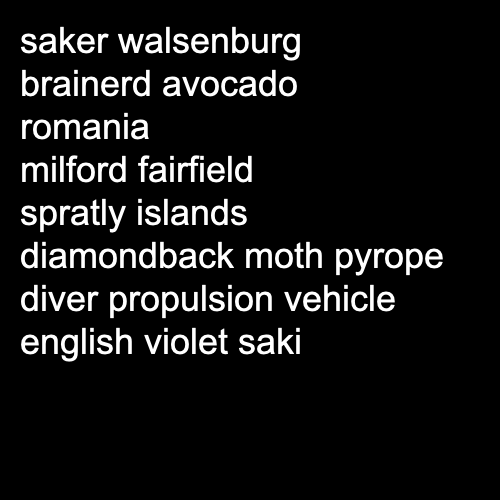 saker walsenburg
brainerd avocado
romania
milford fairfield
spratly islands
diamondback moth pyrope
diver propulsion vehicle
english violet saki